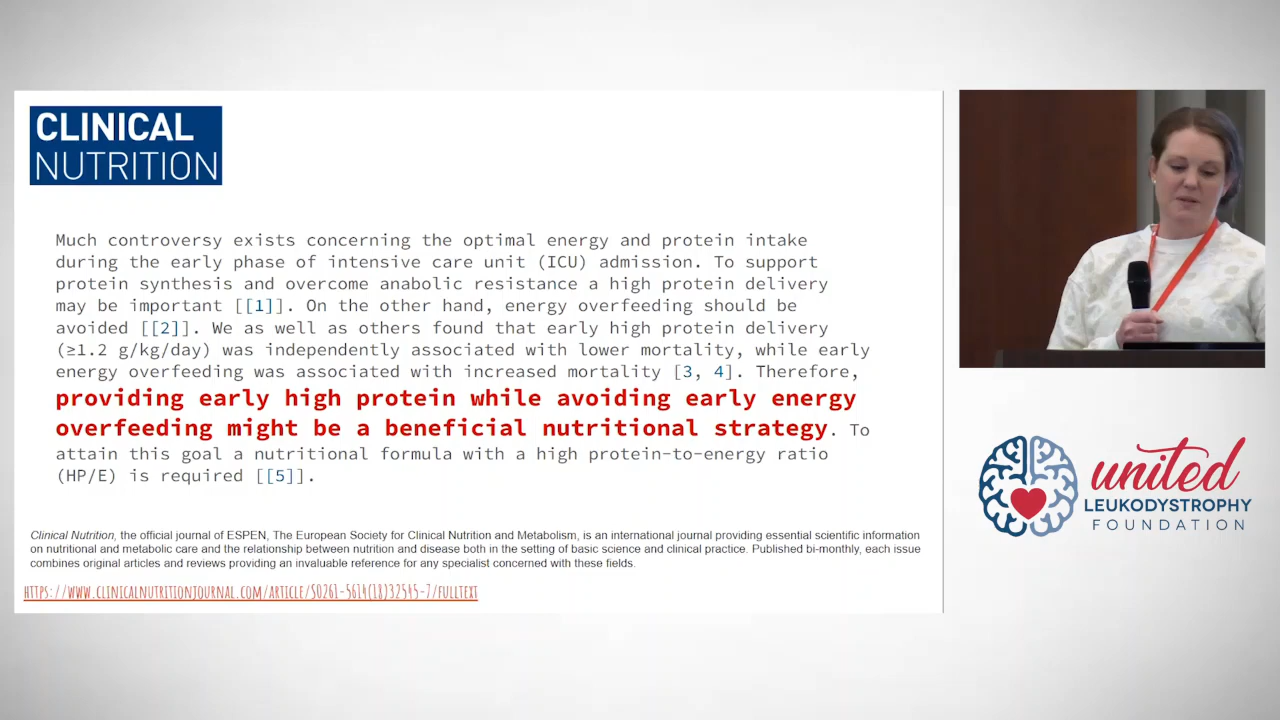 CLINICAL
NUTRITION
Much controversy exists concerning the optimal energy and protein intake
during the early phase of intensive care unit (ICU) admission. To support
protein synthesis and overcome anabolic resistance a high protein delivery
may be important [[1]]. On the other hand, energy overfeeding should be
avoided [[2]]. We as well as others found that early high protein delivery
(≥1.2 g/kg/day) was independently associated with lower mortality, while early
energy overfeeding was associated with increased mortality [3, 4]. Therefore,
providing early high protein while avoiding early energy
overfeeding might be a beneficial nutritional strategy. To
attain this goal a nutritional formula with a high protein-to-energy ratio
(HP/E) is required [[5]].
Clinical Nutrition, the official journal of ESPEN, The European Society for Clinical Nutrition and Metabolism, is an international journal providing essential scientific information
on nutritional and metabolic care and the relationship between nutrition and disease both in the setting of basic science and clinical practice. Published bi-monthly, each issue
combines original articles and reviews providing an invaluable reference for any specialist concerned with these fields.
HTTPS://WWW.CLINICALNUTRITIONJOURNAL.COM/ARTICLE/S0261-5614(18)32545-7/FULLTEXT
united
LEUKODYSTROPHY
FOUNDATION